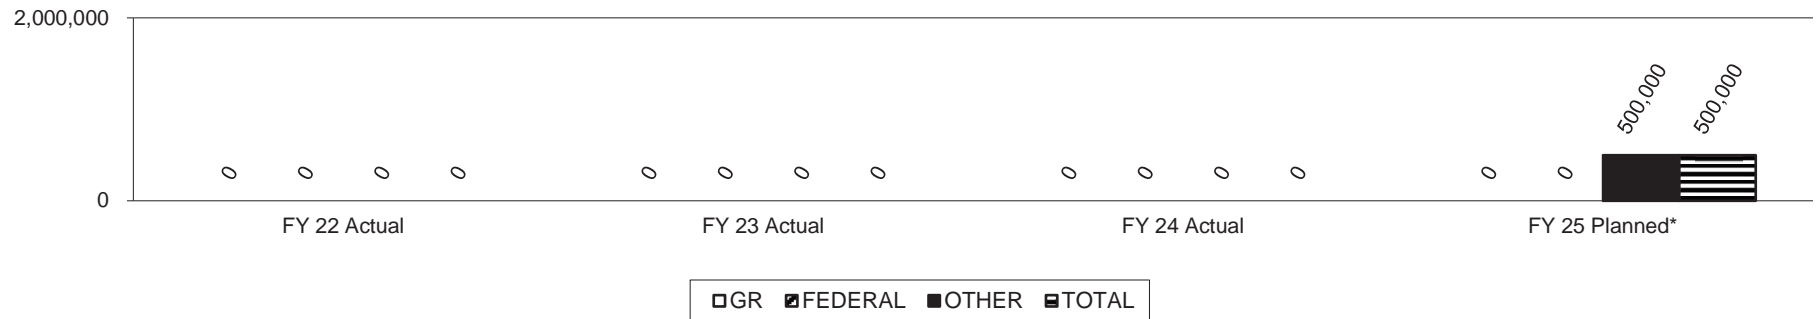 2,000,000
500,000 500,000
0 0 0 0 0 0 0 0 0 0 0 0 0 0
0
FY 22 Actual FY 23 Actual FY 24 Actual FY 25 Planned*
GR FEDERAL OTHER TOTAL